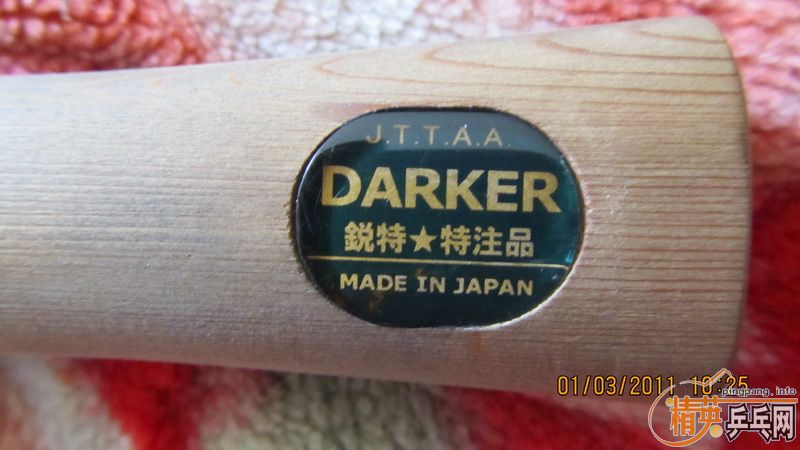 J.T.T.A.A.
DARKER
鋭特★特注品
MADE IN JAPAN
01/03/2011 10:25
pingpang.info
精英乒乓网